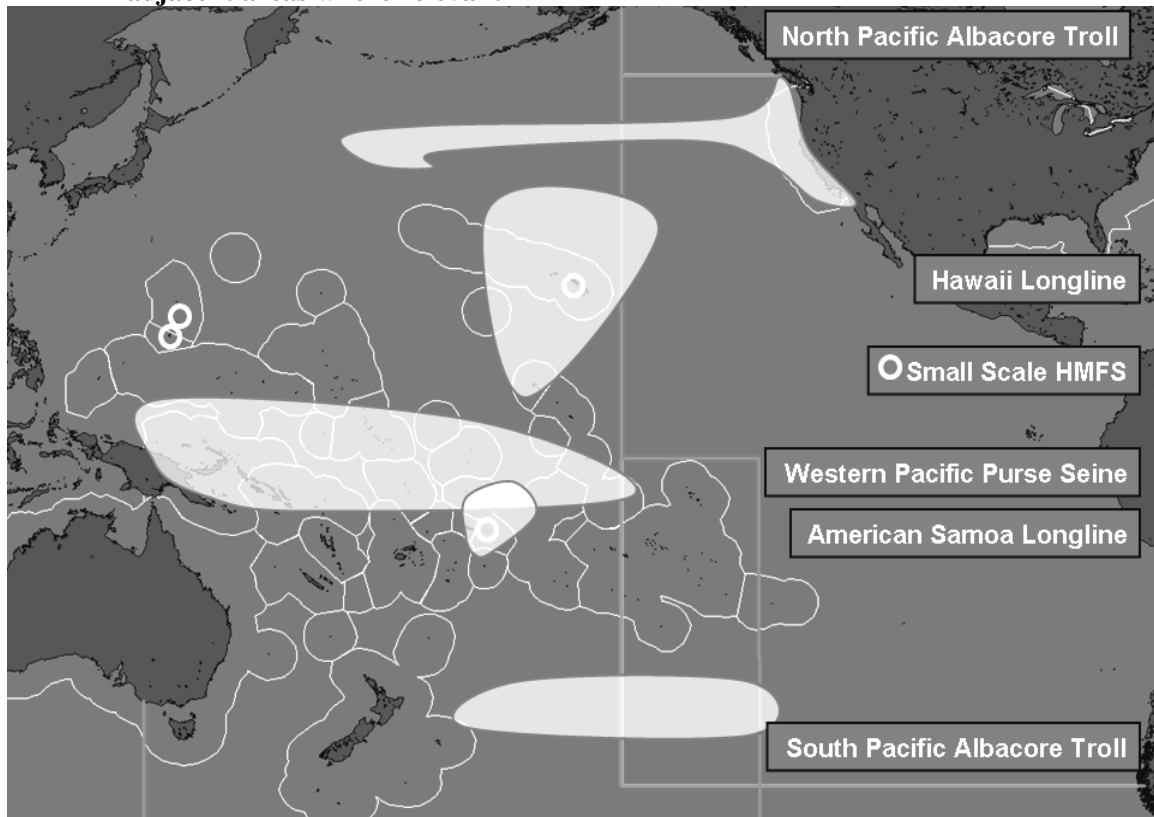 North Pacific Albacore Troll
Hawaii Longline
Small Scale HMFS
Western Pacific Purse Seine
American Samoa Longline
South Pacific Albacore Troll